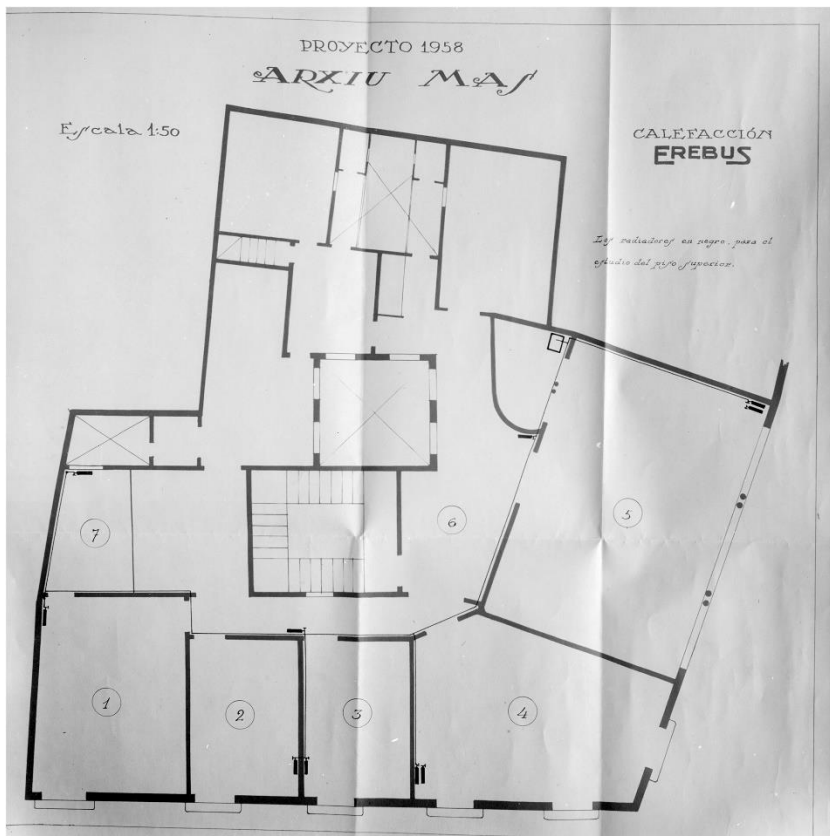 PROYECTO 1958
ARXIU MAS
Escala 1:50
CALEFACCIÓN
EREBUS
Los radiadores en negro, para el
estudio del piso superior.
7
6
5
1
2
3
4